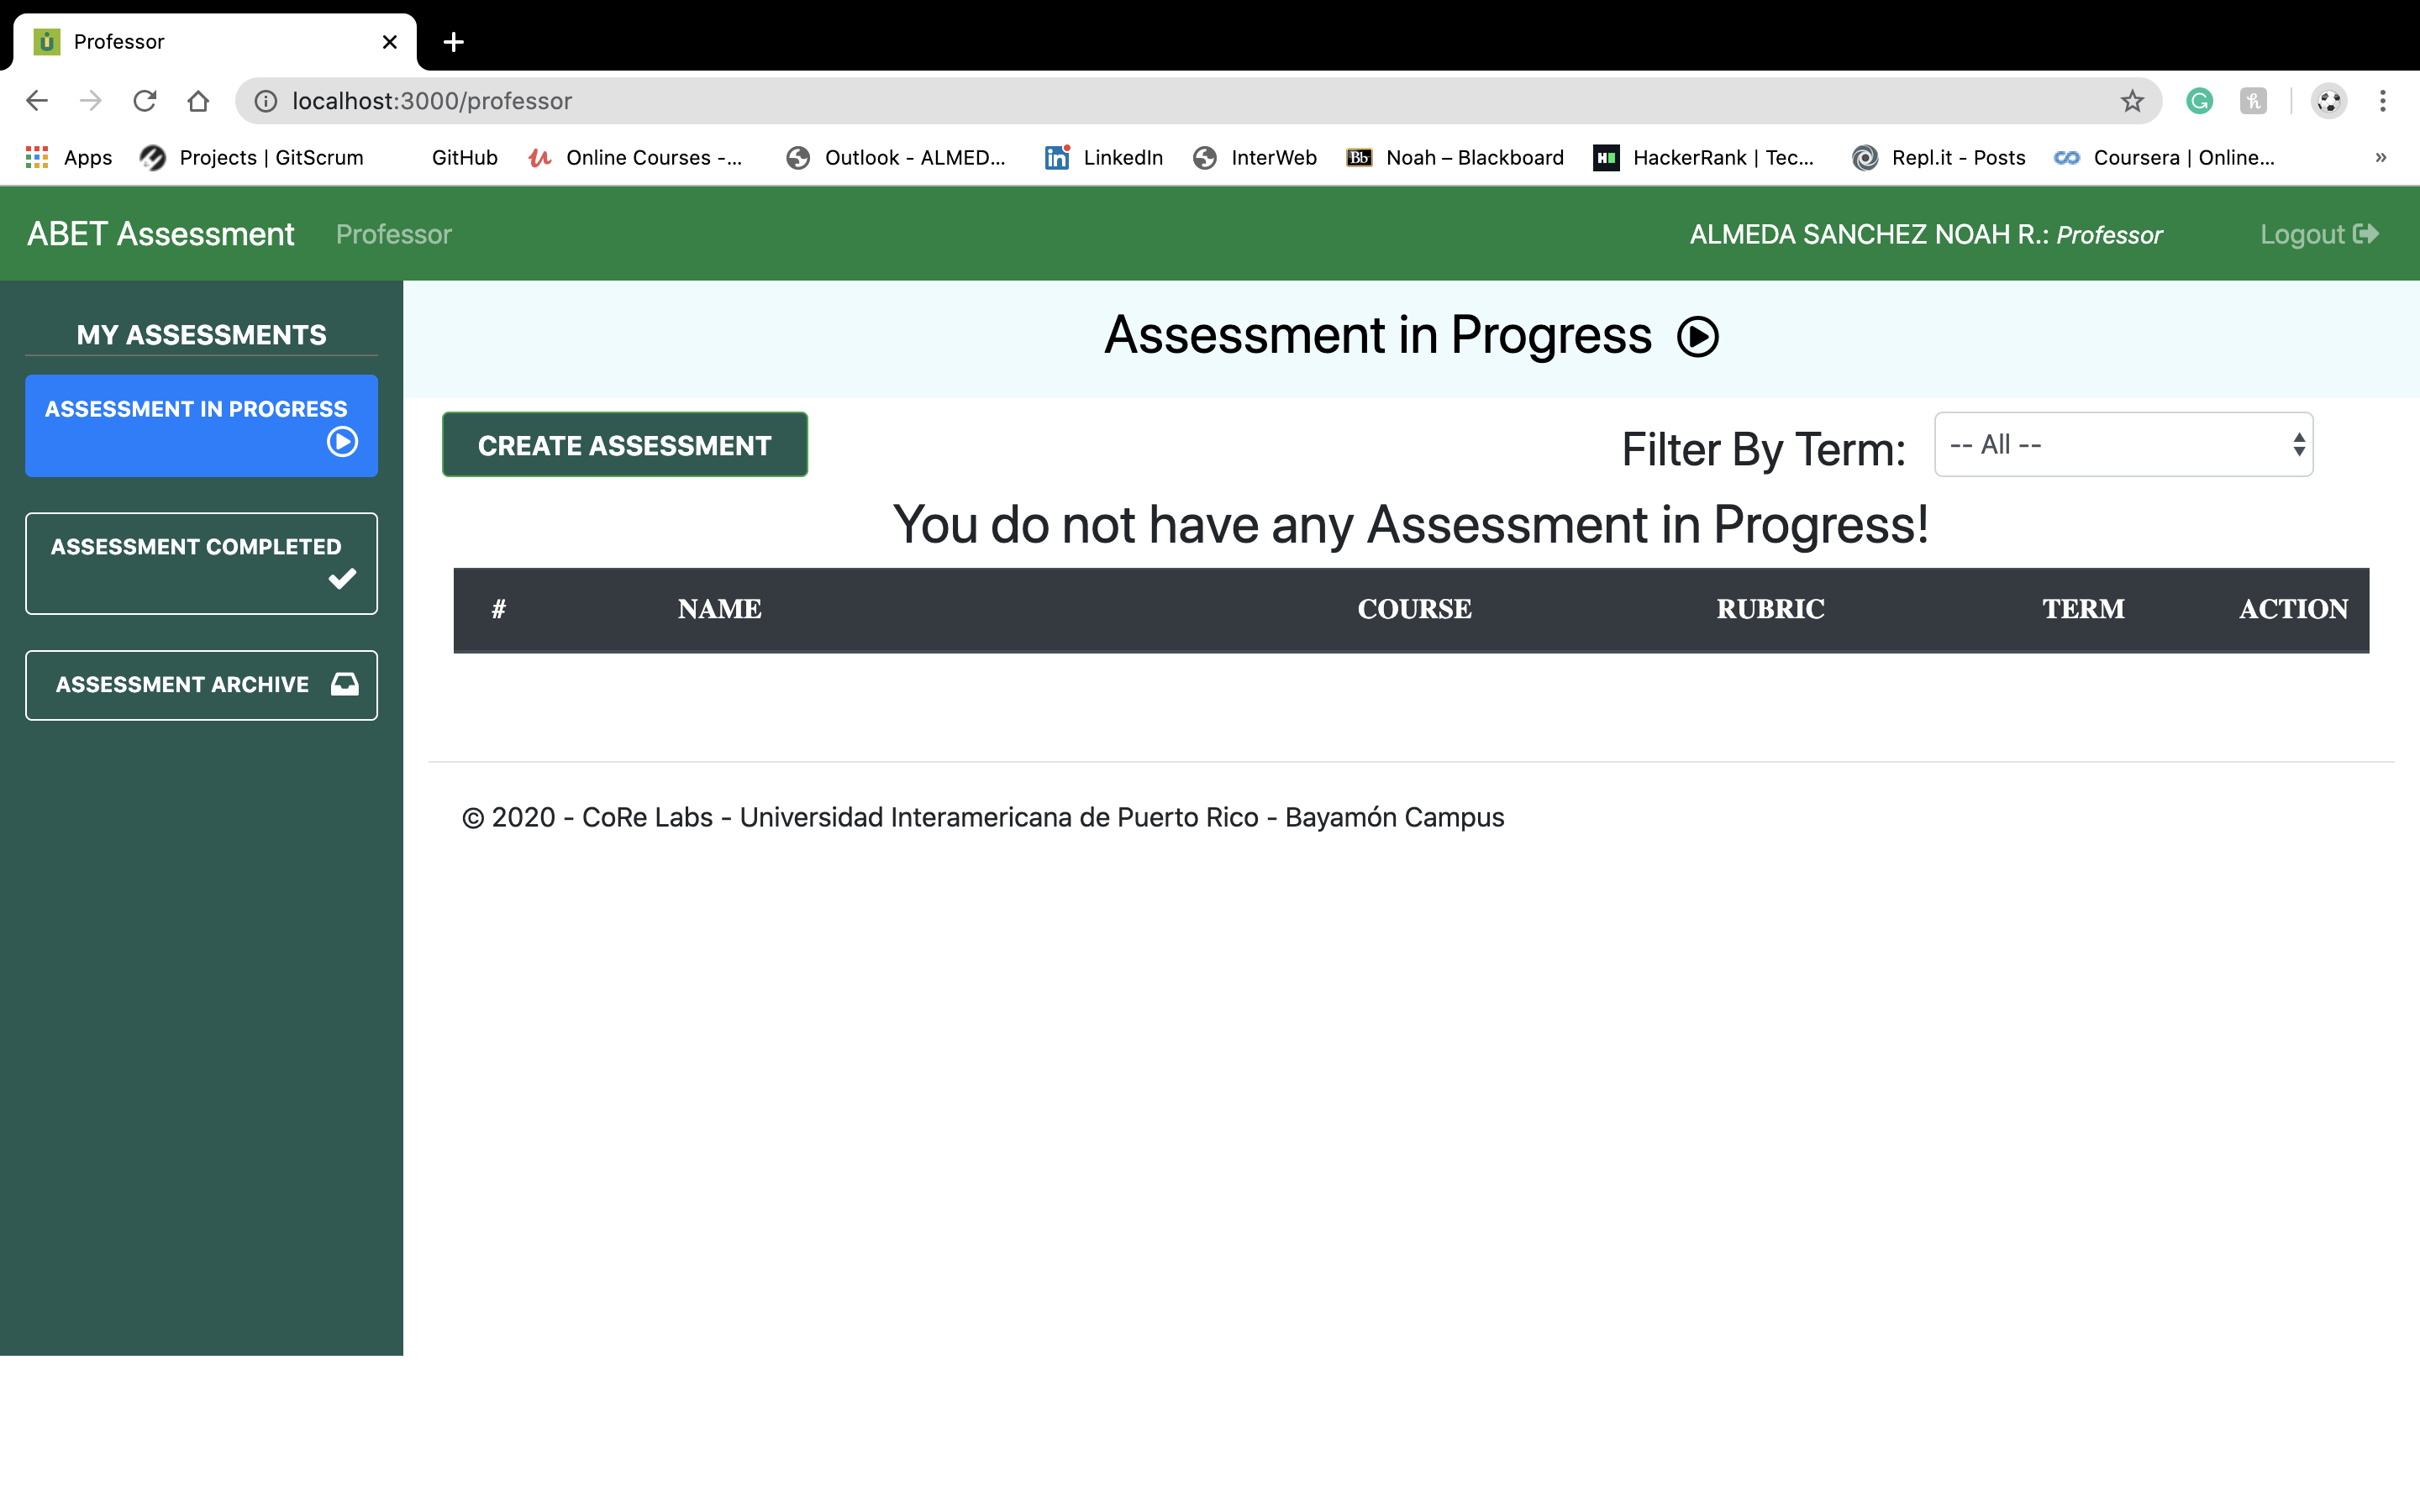 Professor
localhost:3000/professor
Apps Projects | GitScrum GitHub Online Courses -... Outlook - ALMED... LinkedIn InterWeb Bb Noah – Blackboard HackerRank | Tec... Repl.it - Posts Coursera | Online... »
ABET Assessment Professor ALMEDA SANCHEZ NOAH R.: Professor Logout
MY ASSESSMENTS
ASSESSMENT IN PROGRESS
ASSESSMENT COMPLETED
ASSESSMENT ARCHIVE
Assessment in Progress
CREATE ASSESSMENT Filter By Term: -- All --
You do not have any Assessment in Progress!
# NAME COURSE RUBRIC TERM ACTION
© 2020 - CoRe Labs - Universidad Interamericana de Puerto Rico - Bayamón Campus